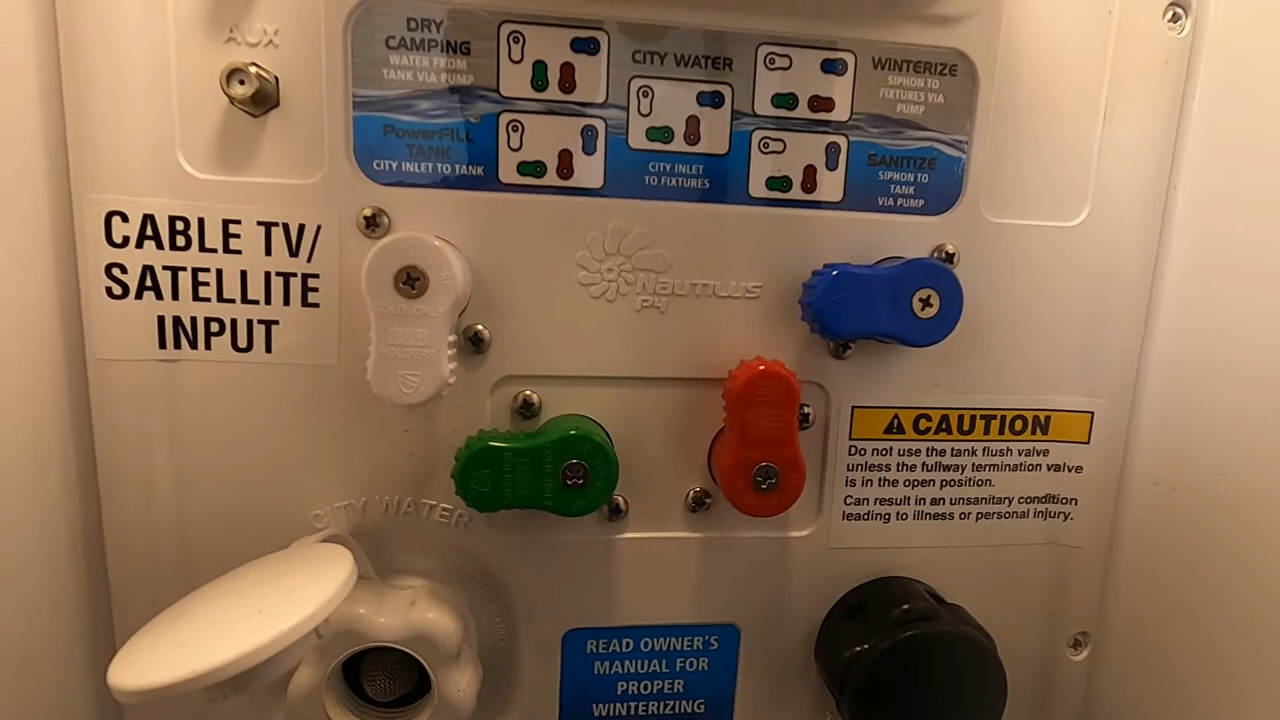 AUX
DRY
CAMPING
WATER FROM
TANK VIA PUMP
CITY WATER
WINTERIZE
SIPHON TO
FIXTURES VIA
PUMP
PowerFill
TANK
CITY INLET TO TANK
CITY INLET
TO FIXTURES
SANITIZE
SIPHON TO
TANK
VIA PUMP
CABLE TV/
SATELLITE
INPUT
NAUTILUS
P4
COLD ONLY
B&B
MOLDERS
CAUTION
Do not use the tank flush valve
unless the fullway termination valve
is in the open position.
Can result in an unsanitary condition
leading to illness or personal injury.
CITY WATER
READ OWNER'S
MANUAL FOR
PROPER
WINTERIZING